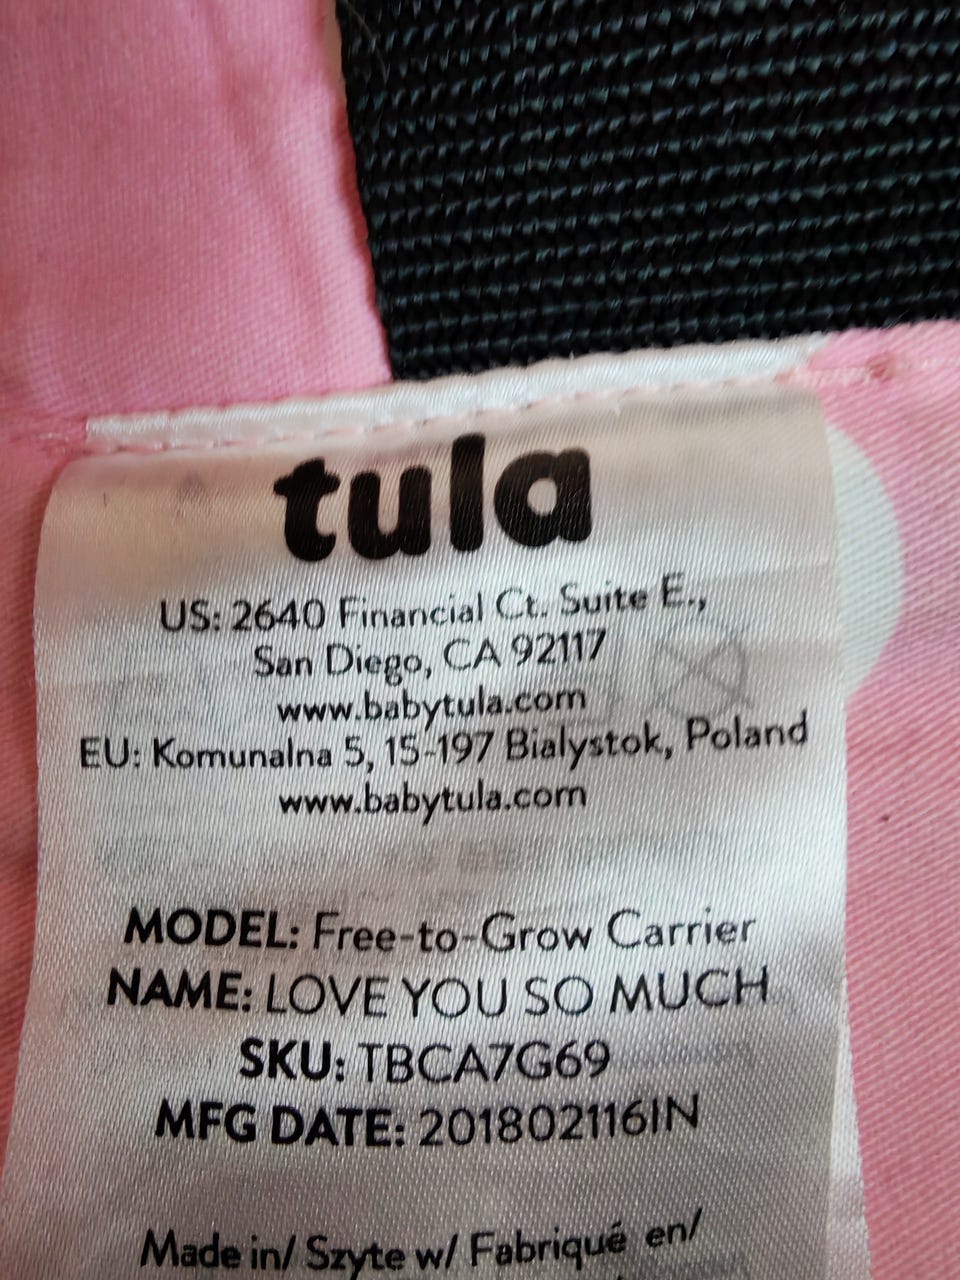 tula
US: 2640 Financial Ct. Suite E.,
San Diego, CA 92117
www.babytula.com
EU: Komunalna 5, 15-197 Bialystok, Poland
www.babytula.com
MODEL: Free-to-Grow Carrier
NAME: LOVE YOU SO MUCH
SKU: TBCA7G69
MFG DATE: 201802116IN
Made in/ Szyte w/ Fabriqué en/